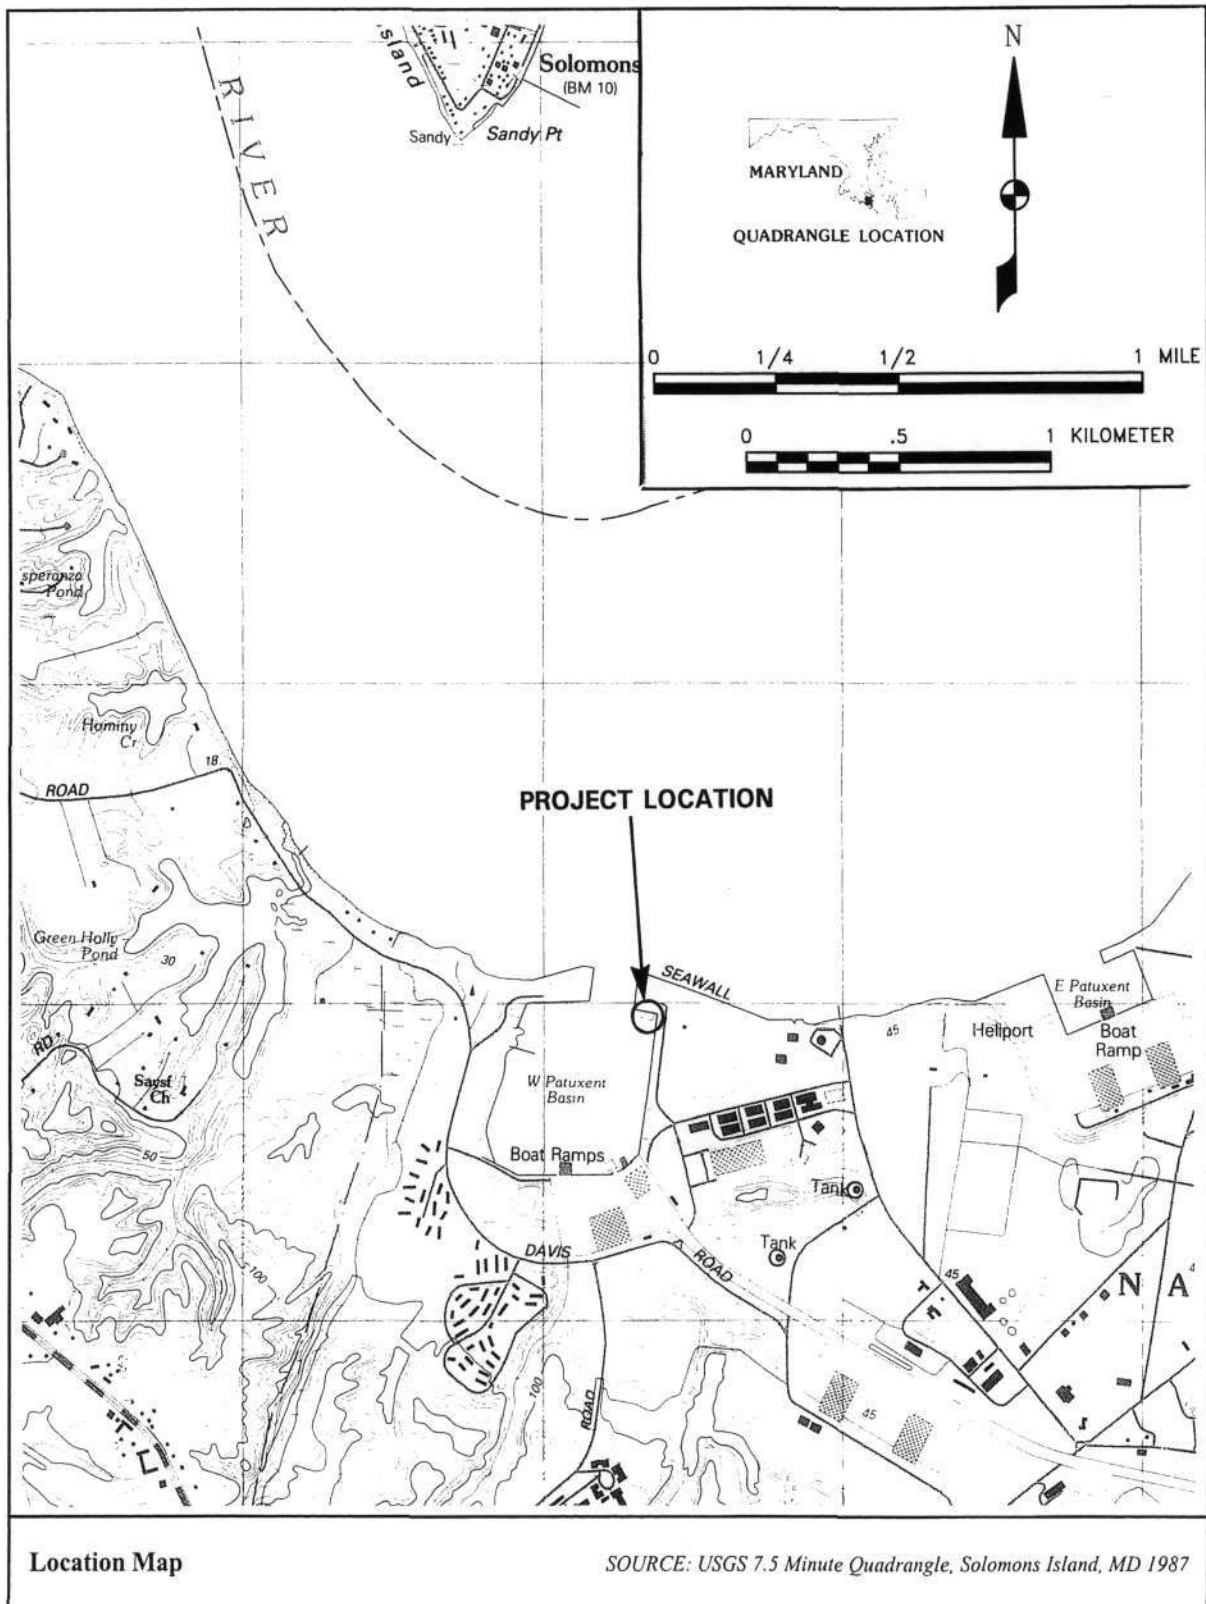 sland
Solomons
(BM 10)
Sandy
Sandy Pt
RIVER
N
MARYLAND
QUADRANGLE LOCATION
0 1/4 1/2 1 MILE
0 .5 1 KILOMETER
speranza
Pond
Hominy
Cr
18
ROAD
PROJECT LOCATION
Green Holly
Pond
30
SEAWALL
E Patuxent
Basin
45
Heliport
Boat
Ramp
RD
W Patuxent
Basin
50
Boat Ramps
Tank
DAVIS
ROAD
Tank
100
45
N A
100
ROAD
45
Location Map
SOURCE: USGS 7.5 Minute Quadrangle, Solomons Island, MD 1987